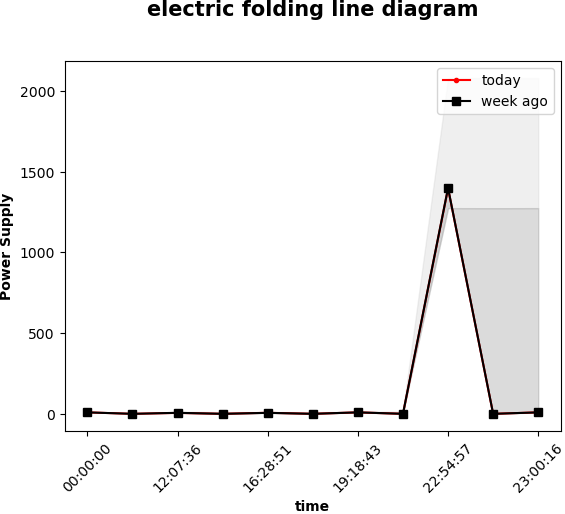 electric folding line diagram
today
week ago
2000
1500
1000
500
0
Power Supply
00:00:00
12:07:36
16:28:51
19:18:43
22:54:57
23:00:16
time